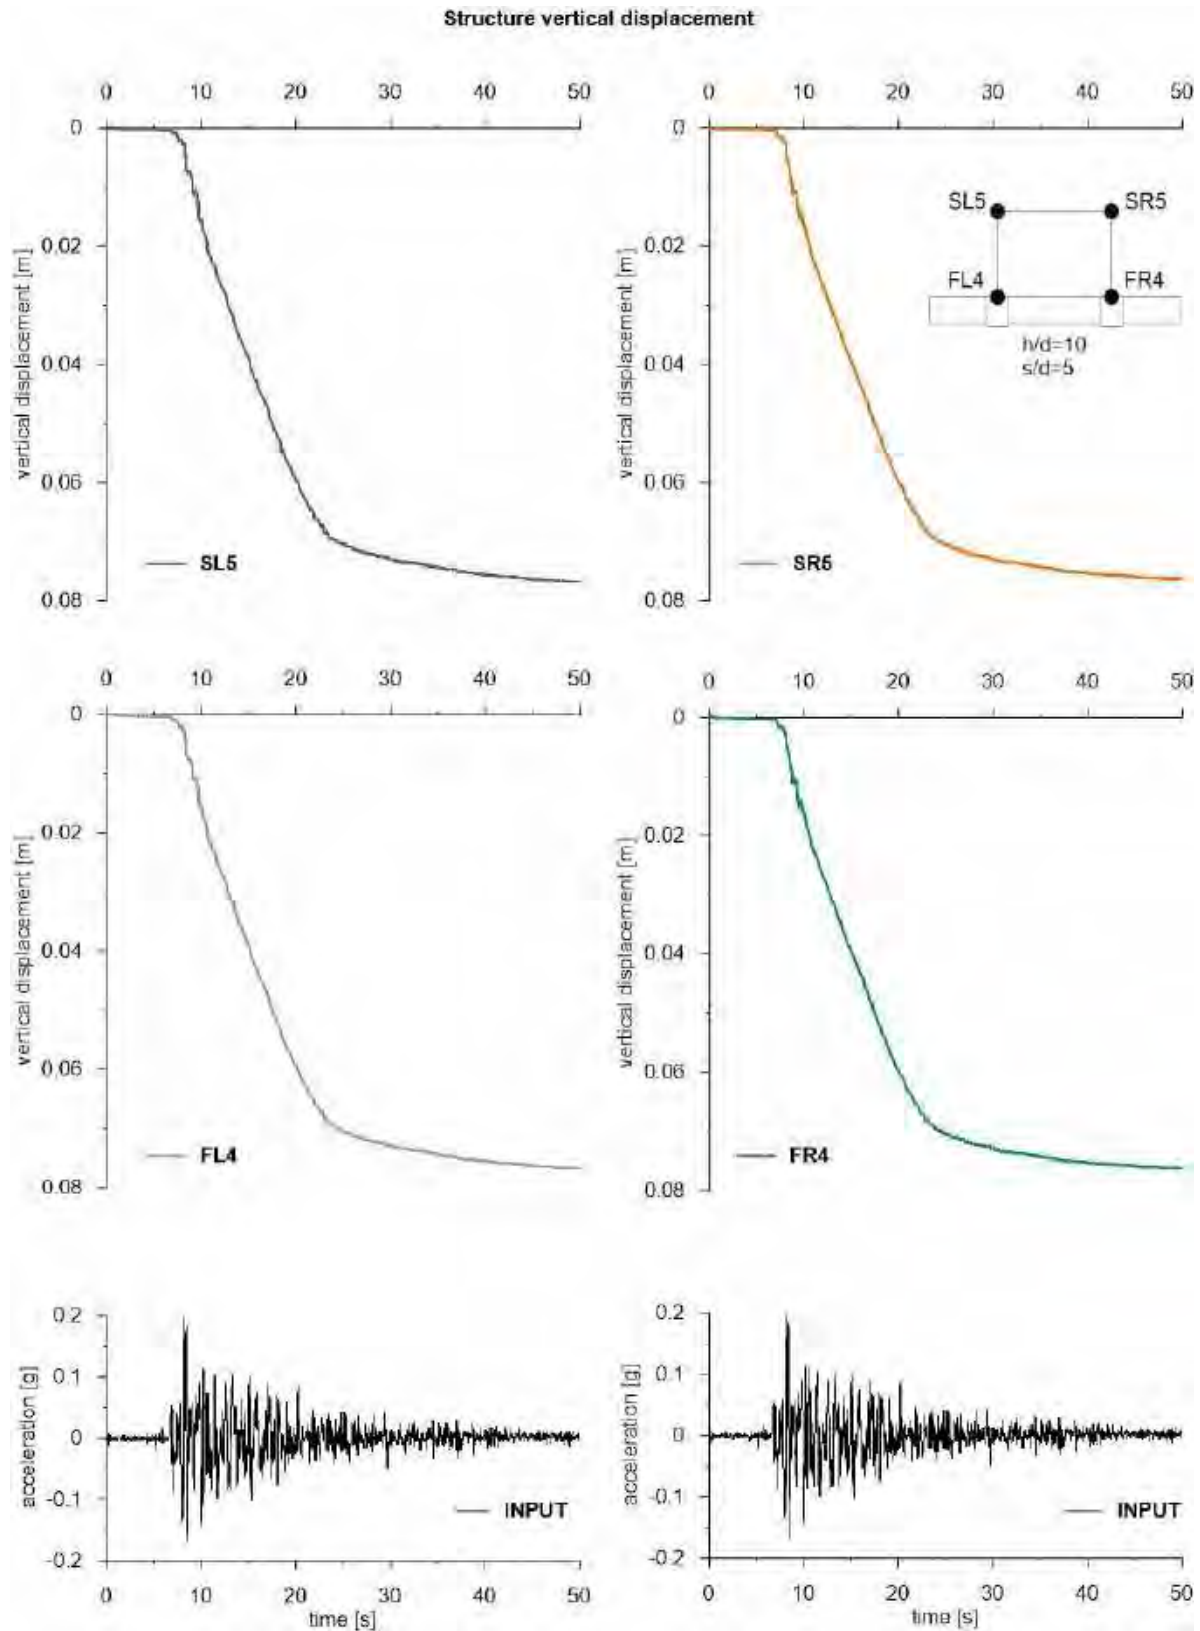 Structure vertical displacement
0 10 20 30 40 50
0
0.02
0.04
0.06
0.08
vertical displacement [m]
SL5
0 10 20 30 40 50
0
0.02
0.04
0.06
0.08
vertical displacement [m]
SL5 SR5
FL4 FR4
h/d=10
s/d=5
SR5
0 10 20 30 40 50
0
0.02
0.04
0.06
0.08
vertical displacement [m]
FL4
0 10 20 30 40 50
0
0.02
0.04
0.06
0.08
vertical displacement [m]
FR4
0.2
0.1
0
-0.1
-0.2
acceleration [g]
INPUT
0 10 20 30 40 50
time [s]
0.2
0.1
0
-0.1
-0.2
acceleration [g]
INPUT
0 10 20 30 40 50
time [s]